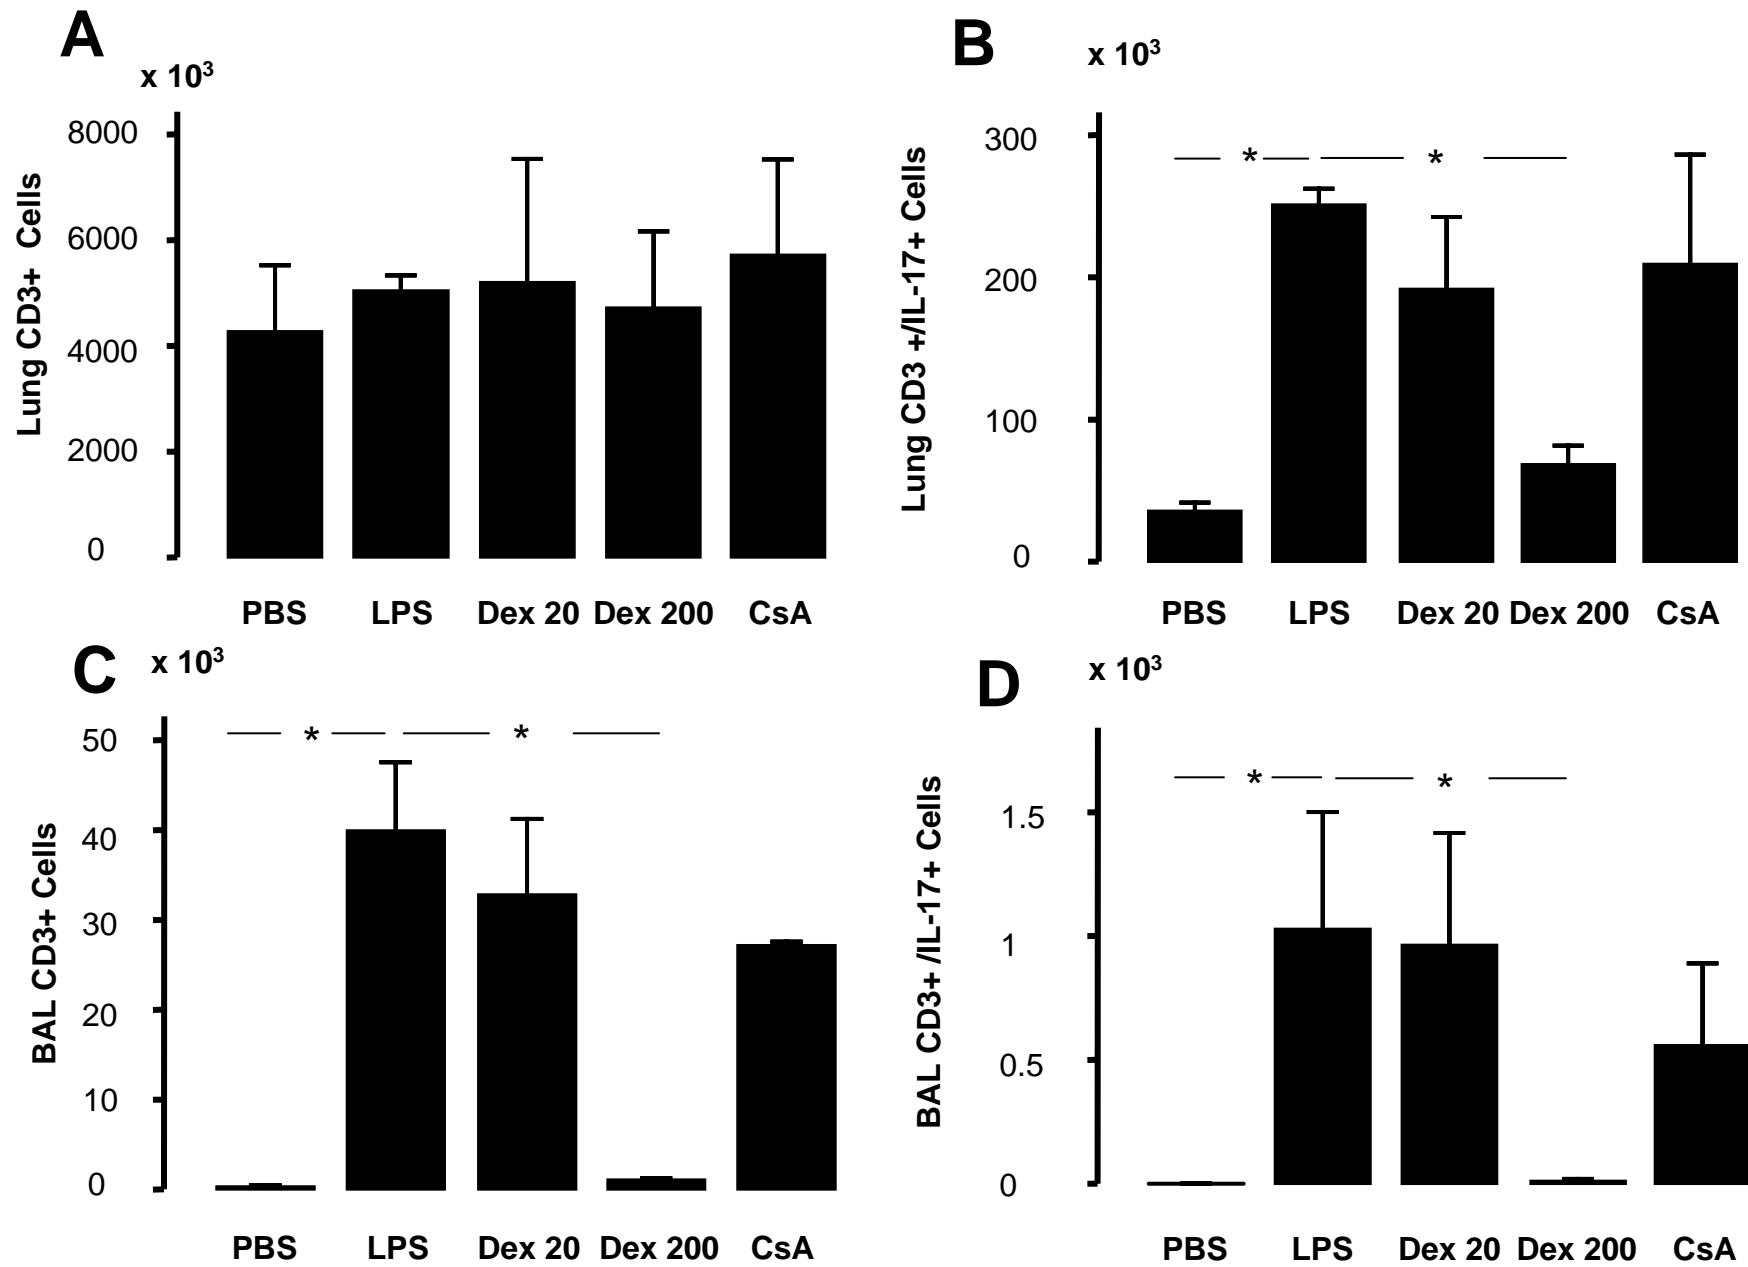 A
x 10³
Lung CD3+ Cells
8000
6000
4000
2000
0
PBS LPS Dex 20 Dex 200 CsA
B
x 10³
Lung CD3 +/IL-17+ Cells
300
200
100
0
* *
PBS LPS Dex 20 Dex 200 CsA
C
x 10³
BAL CD3+ Cells
50
40
30
20
10
0
* *
PBS LPS Dex 20 Dex 200 CsA
D
x 10³
BAL CD3+ /IL-17+ Cells
1.5
1
0.5
0
* *
PBS LPS Dex 20 Dex 200 CsA